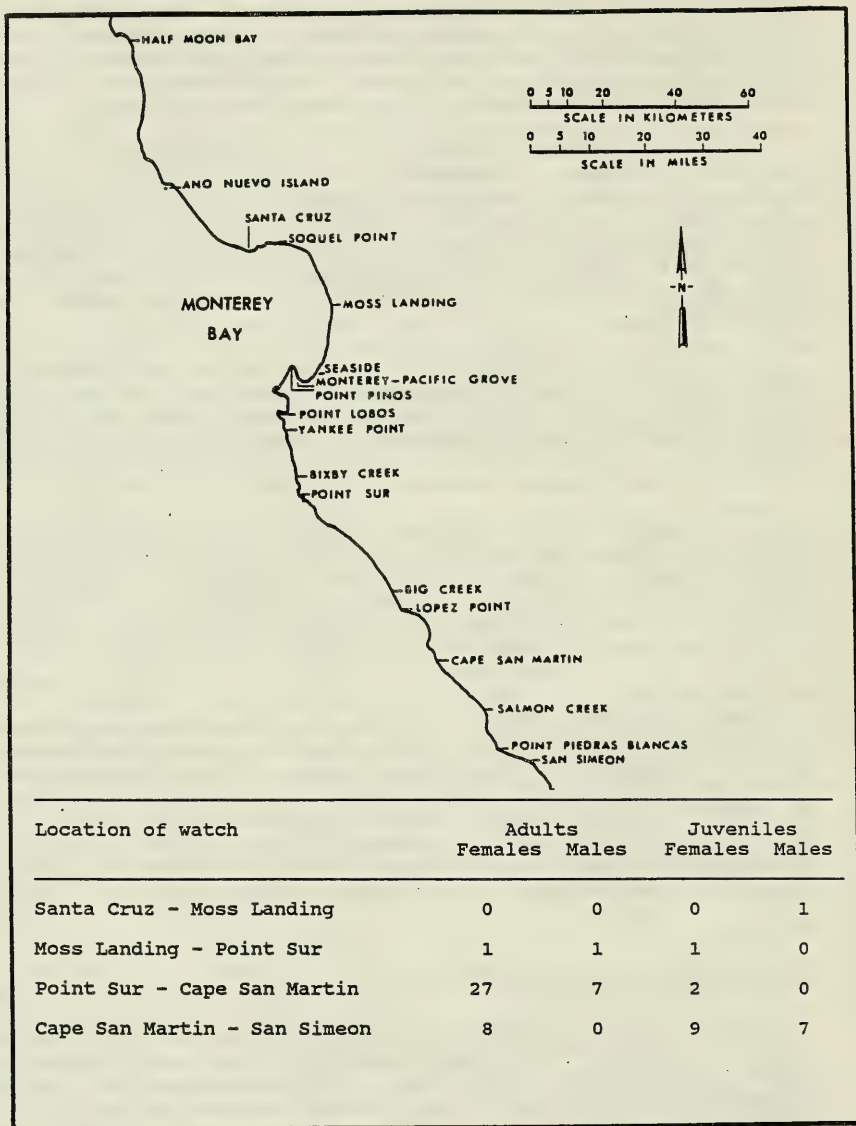 HALF MOON BAY
0 5 10 20 40 60
SCALE IN KILOMETERS
0 5 10 20 30 40
SCALE IN MILES
ANO NUEVO ISLAND
SANTA CRUZ
SOQUEL POINT
-N-
MONTEREY
BAY
MOSS LANDING
SEASIDE
MONTEREY-PACIFIC GROVE
POINT PINOS
POINT LOBOS
YANKEE POINT
BIXBY CREEK
POINT SUR
BIG CREEK
LOPEZ POINT
CAPE SAN MARTIN
SALMON CREEK
POINT PIEDRAS BLANCAS
SAN SIMEON
Location of watch Adults Juveniles
Females Males Females Males
Santa Cruz - Moss Landing 0 0 0 1
Moss Landing - Point Sur 1 1 1 0
Point Sur - Cape San Martin 27 7 2 0
Cape San Martin - San Simeon 8 0 9 7